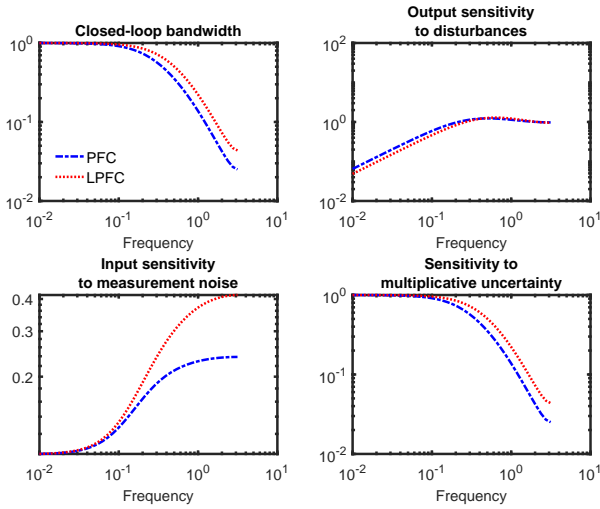 Closed-loop bandwidth
10^0
10^-1
10^-2
PFC
LPFC
10^-2 10^-1 10^0 10^1
Frequency
Output sensitivity
to disturbances
10^2
10^0
10^-2
10^-2 10^-1 10^0 10^1
Frequency
Input sensitivity
to measurement noise
0.4
0.3
0.2
10^-2 10^-1 10^0 10^1
Frequency
Sensitivity to
multiplicative uncertainty
10^0
10^-1
10^-2
10^-2 10^-1 10^0 10^1
Frequency